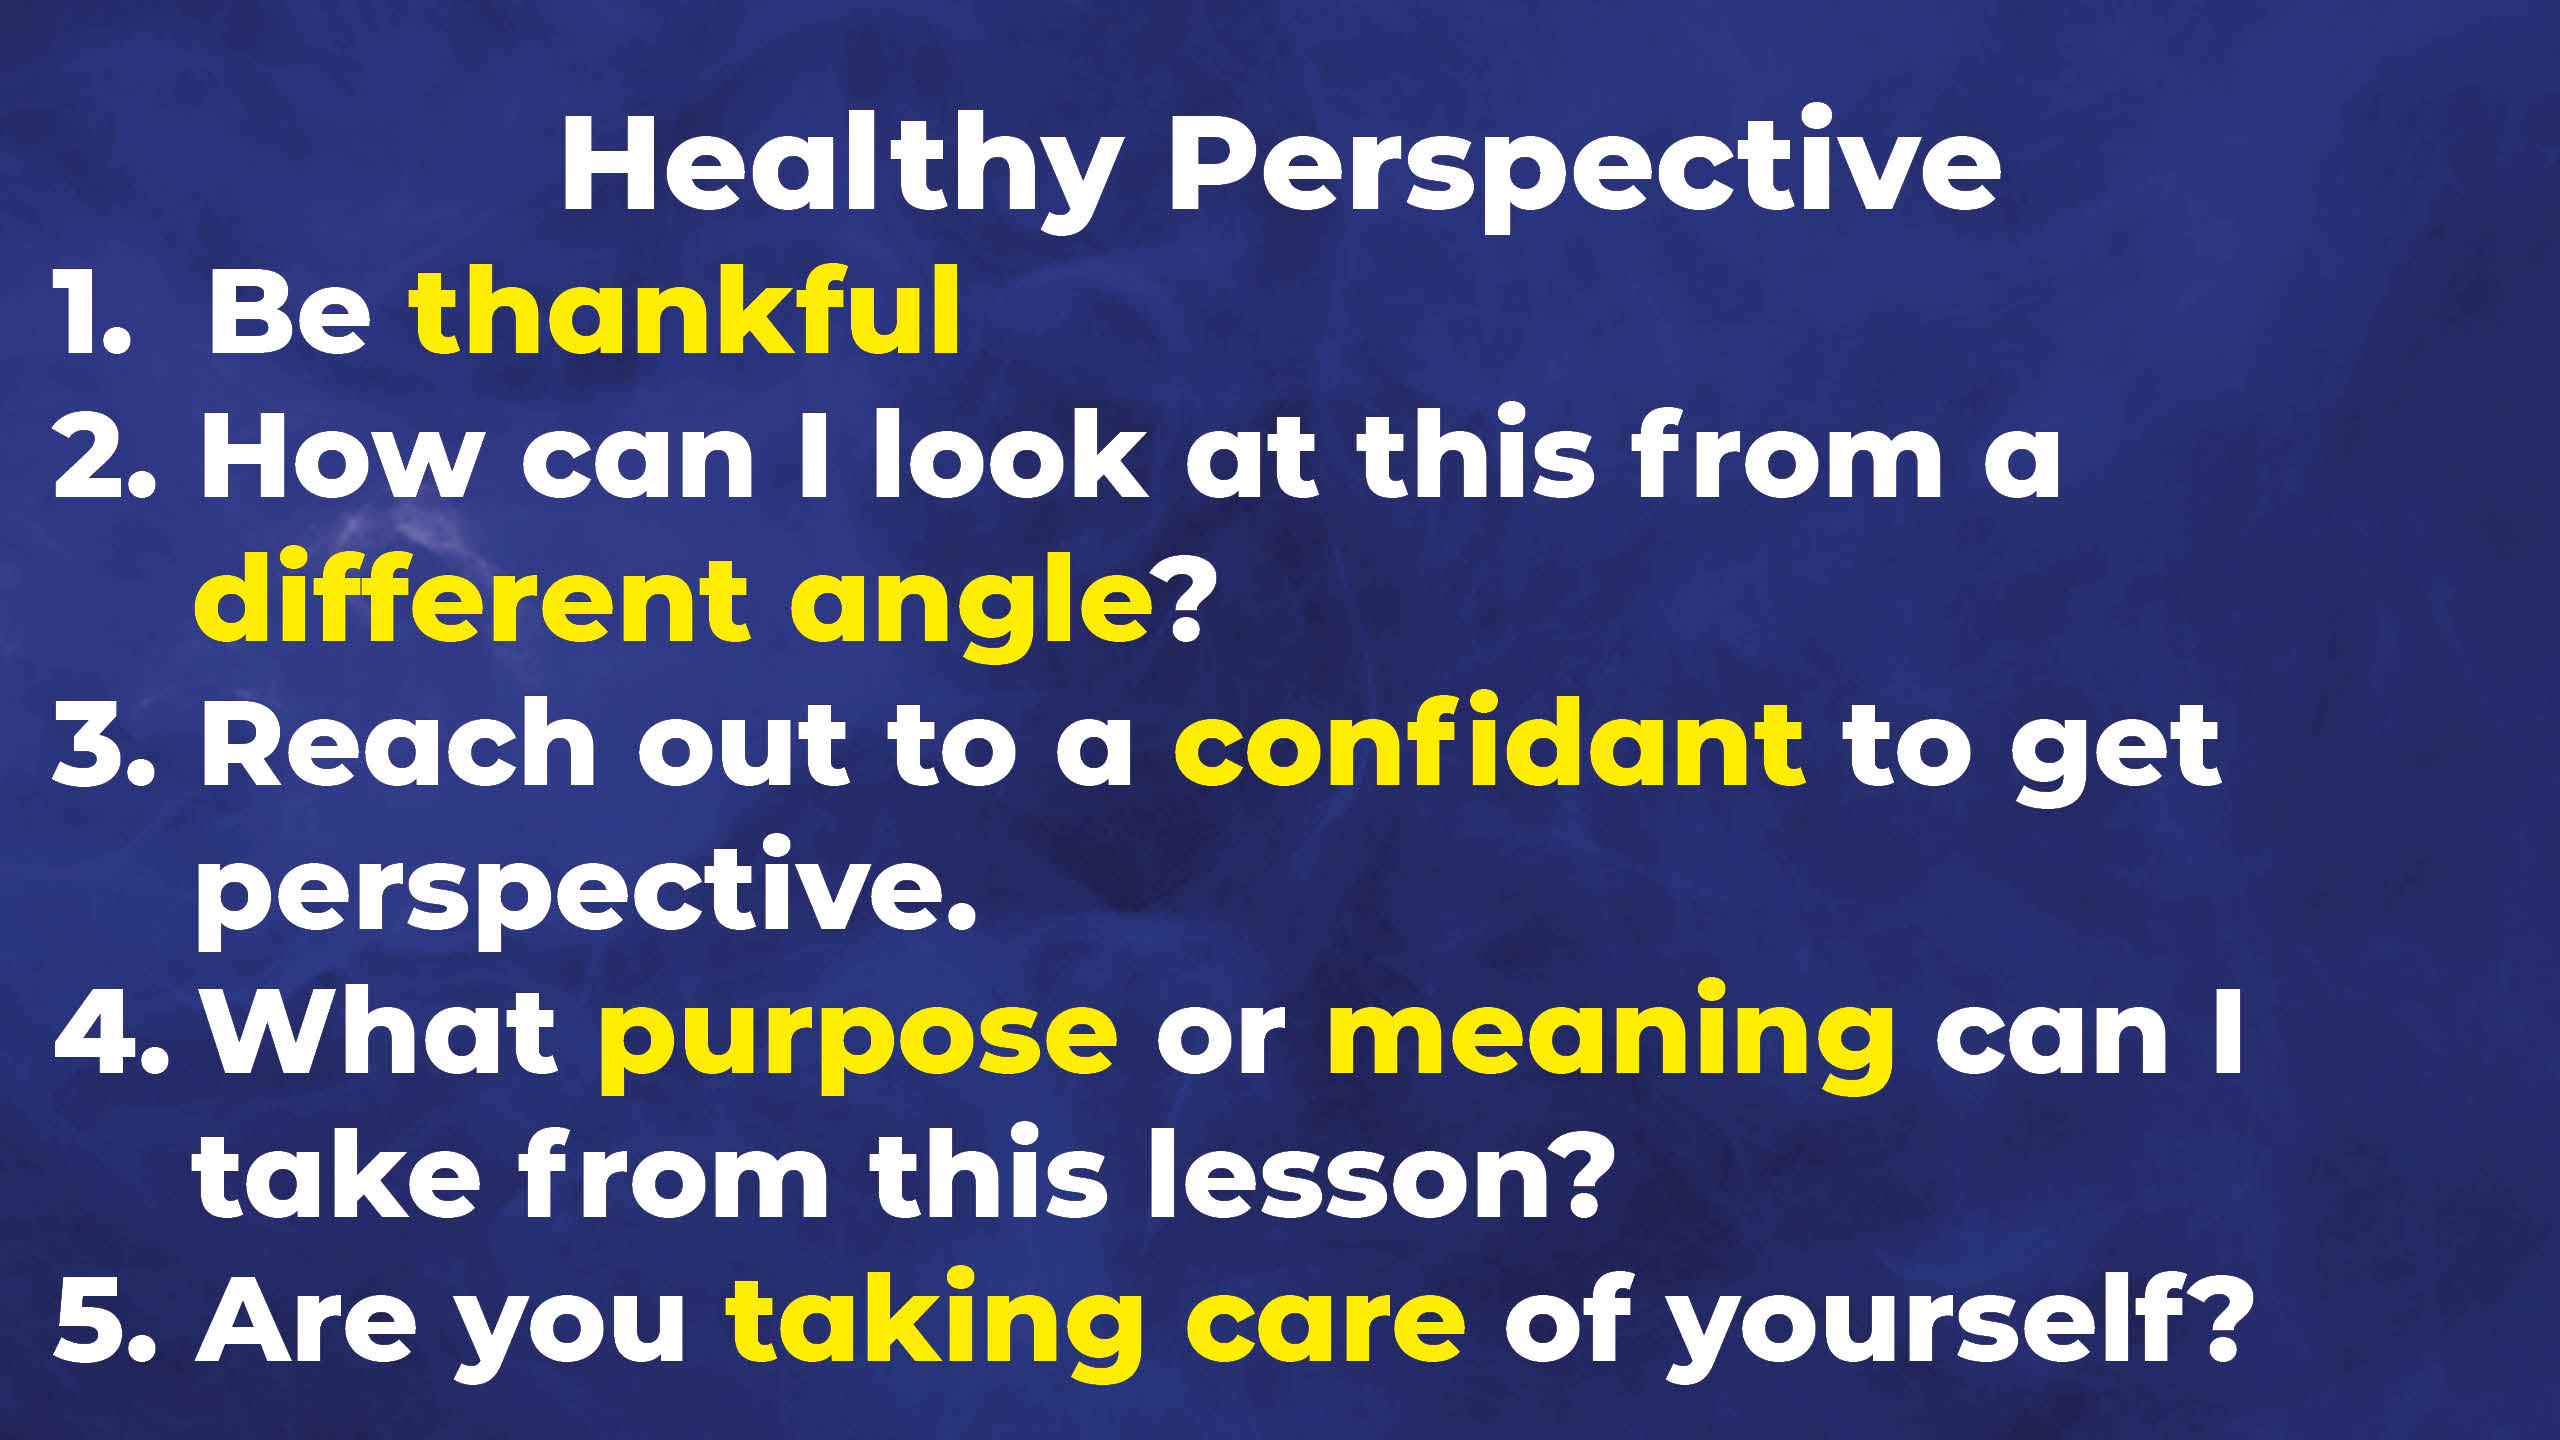 Healthy Perspective
1. Be thankful
2. How can I look at this from a
different angle?
3. Reach out to a confidant to get
perspective.
4. What purpose or meaning can I
take from this lesson?
5. Are you taking care of yourself?